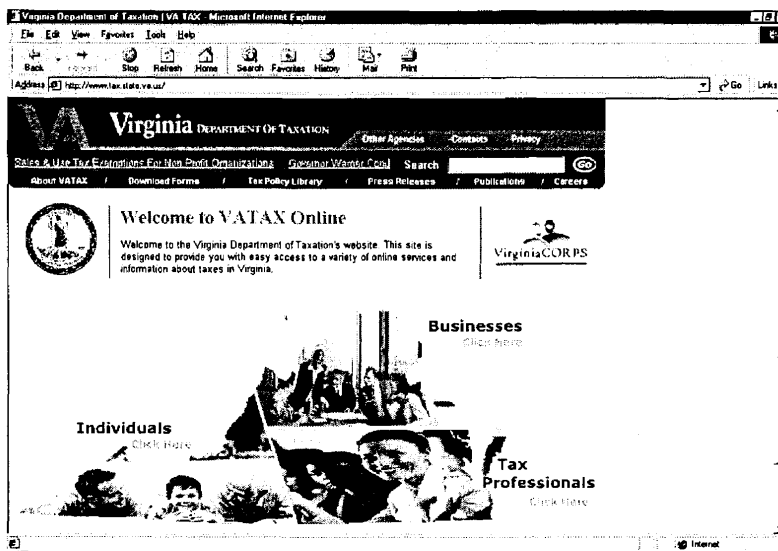 Virginia Department of Taxation | VA TAX - Microsoft Internet Explorer
File Edit View Favorites Tools Help
Back Stop Refresh Home Search Favorites History Mail Print
Address http://www.tax.state.va.us/ Go Links
VA Virginia DEPARTMENT OF TAXATION
Other Agencies Contacts Privacy
Sales & Use Tax Exemptions For Non Profit Organizations Governor Warner Search Go
About VATAX / Download Forms / Tax Policy Library / Press Releases / Publications / Careers
Welcome to VATAX Online
Welcome to the Virginia Department of Taxation's website. This site is
designed to provide you with easy access to a variety of online services and
information about taxes in Virginia.
VirginiaCORPS
Businesses
Click Here
Individuals
Click Here
Tax
Professionals
Click Here
Internet